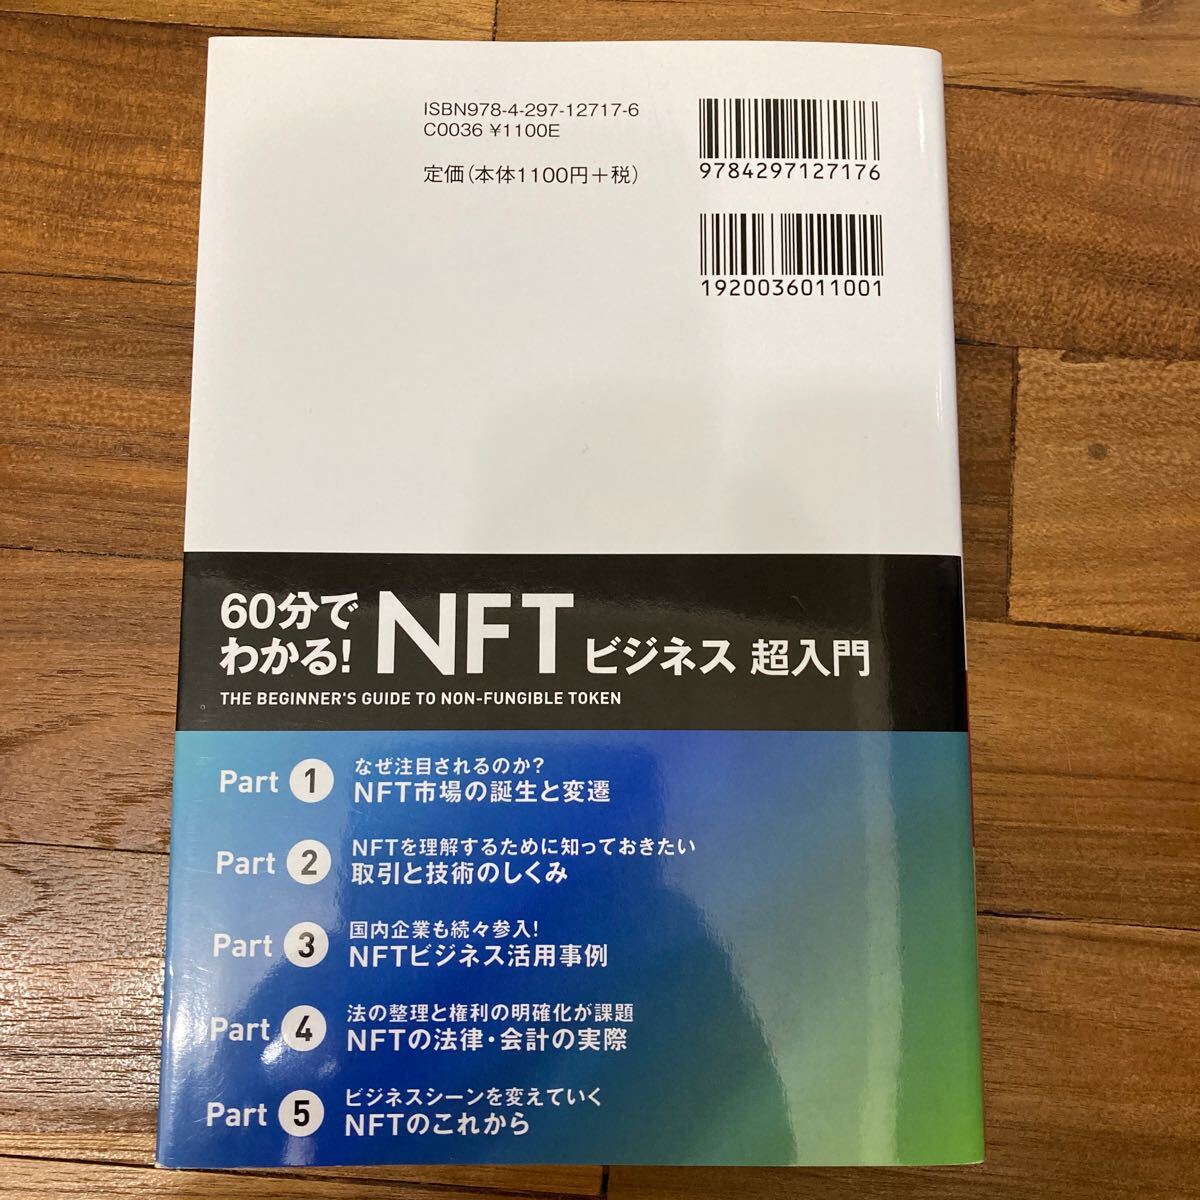 ISBN978-4-297-12717-6
C0036 ¥1100E
定価(本体1100円+税)
9784297127176
1920036011001
60分で
わかる!
NFT ビジネス 超入門
THE BEGINNER'S GUIDE TO NON-FUNGIBLE TOKEN
Part 1
なぜ注目されるのか?
NFT市場の誕生と変遷
Part 2
NFTを理解するために知っておきたい
取引と技術のしくみ
Part 3
国内企業も続々参入!
NFTビジネス活用事例
Part 4
法の整理と権利の明確化が課題
NFTの法律・会計の実際
Part 5
ビジネスシーンを変えていく
NFTのこれから